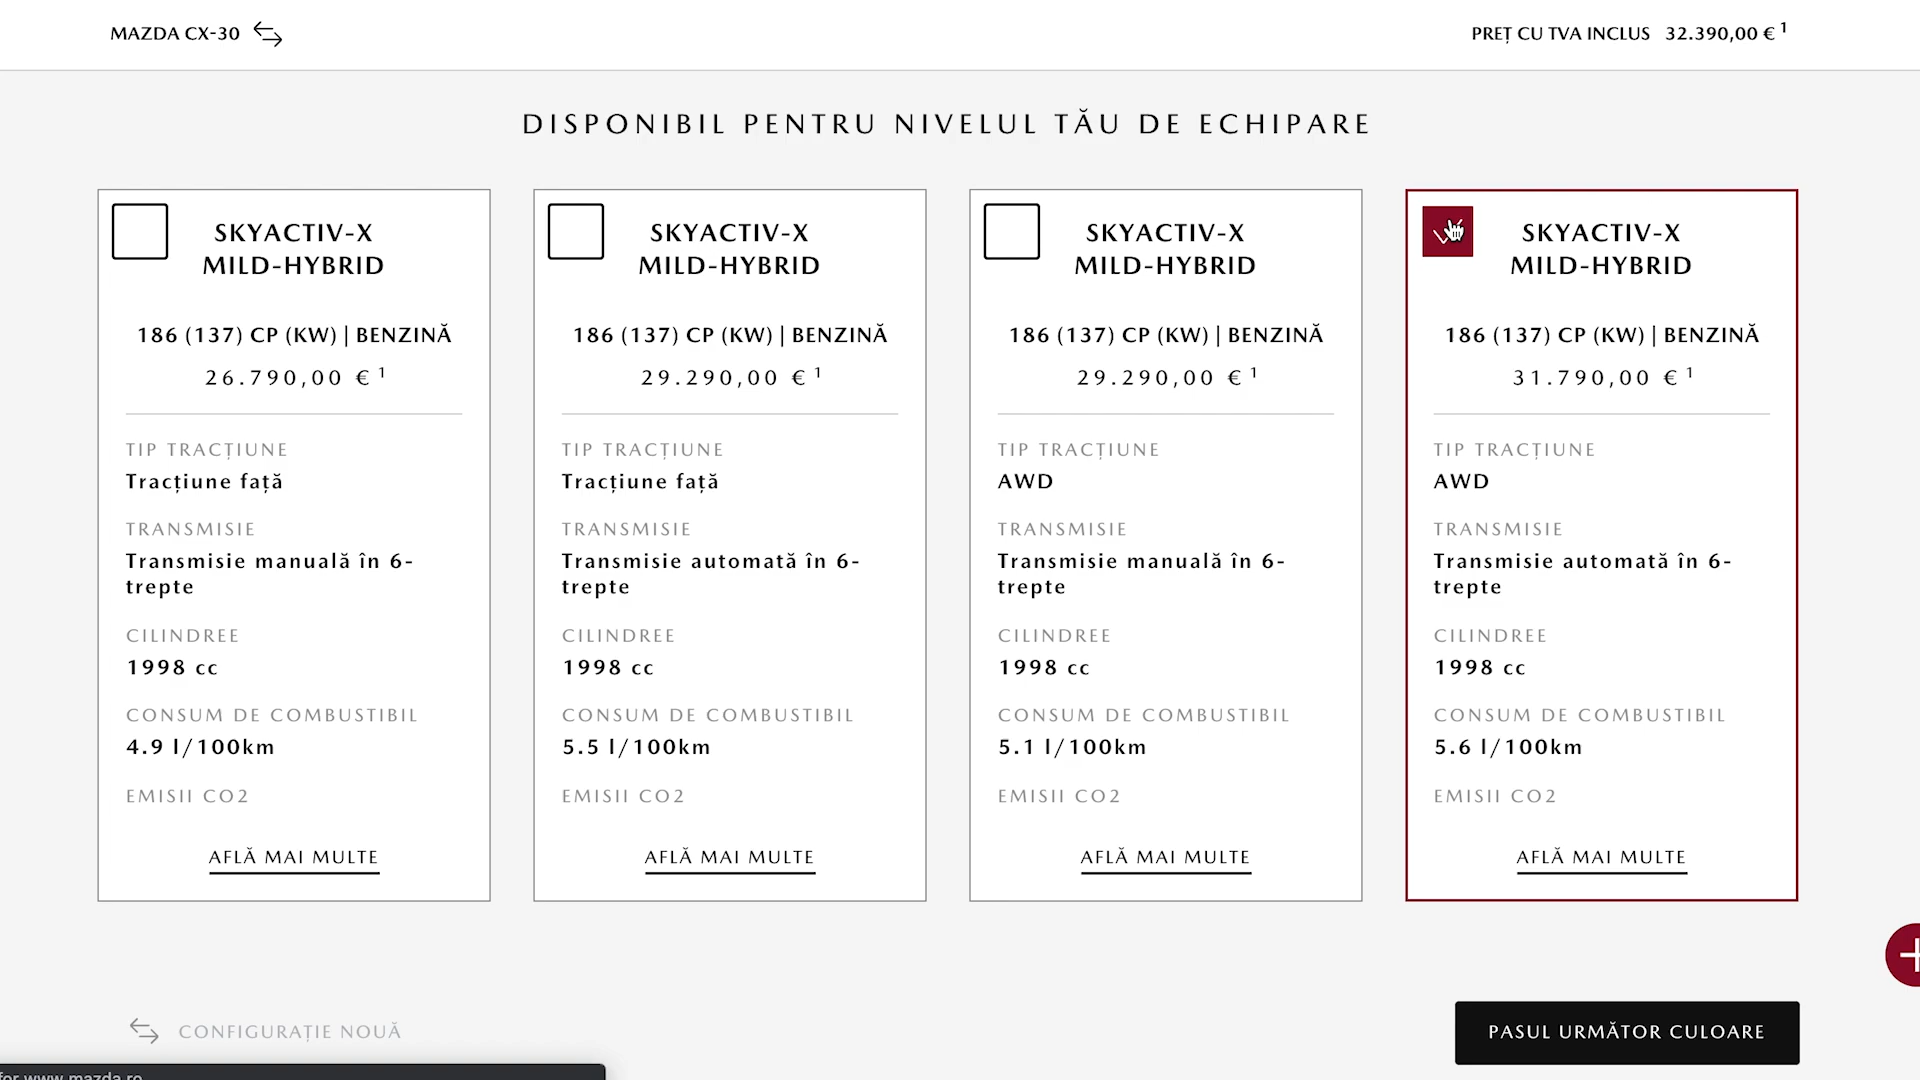 MAZDA CX-30
PREȚ CU TVA INCLUS 32.390,00 € 1
DISPONIBIL PENTRU NIVELUL TĂU DE ECHIPARE
SKYACTIV-X
MILD-HYBRID
186 (137) CP (KW) | BENZINĂ
26.790,00 € 1
TIP TRACȚIUNE
Tracțiune față
TRANSMISIE
Transmisie manuală în 6-
trepte
CILINDREE
1998 cc
CONSUM DE COMBUSTIBIL
4.9 l/100km
EMISII CO2
AFLĂ MAI MULTE
SKYACTIV-X
MILD-HYBRID
186 (137) CP (KW) | BENZINĂ
29.290,00 € 1
TIP TRACȚIUNE
Tracțiune față
TRANSMISIE
Transmisie automată în 6-
trepte
CILINDREE
1998 cc
CONSUM DE COMBUSTIBIL
5.5 l/100km
EMISII CO2
AFLĂ MAI MULTE
SKYACTIV-X
MILD-HYBRID
186 (137) CP (KW) | BENZINĂ
29.290,00 € 1
TIP TRACȚIUNE
AWD
TRANSMISIE
Transmisie manuală în 6-
trepte
CILINDREE
1998 cc
CONSUM DE COMBUSTIBIL
5.1 l/100km
EMISII CO2
AFLĂ MAI MULTE
SKYACTIV-X
MILD-HYBRID
186 (137) CP (KW) | BENZINĂ
31.790,00 € 1
TIP TRACȚIUNE
AWD
TRANSMISIE
Transmisie automată în 6-
trepte
CILINDREE
1998 cc
CONSUM DE COMBUSTIBIL
5.6 l/100km
EMISII CO2
AFLĂ MAI MULTE
CONFIGURAȚIE NOUĂ
PASUL URMĂTOR CULOARE
for www.mazda.ro